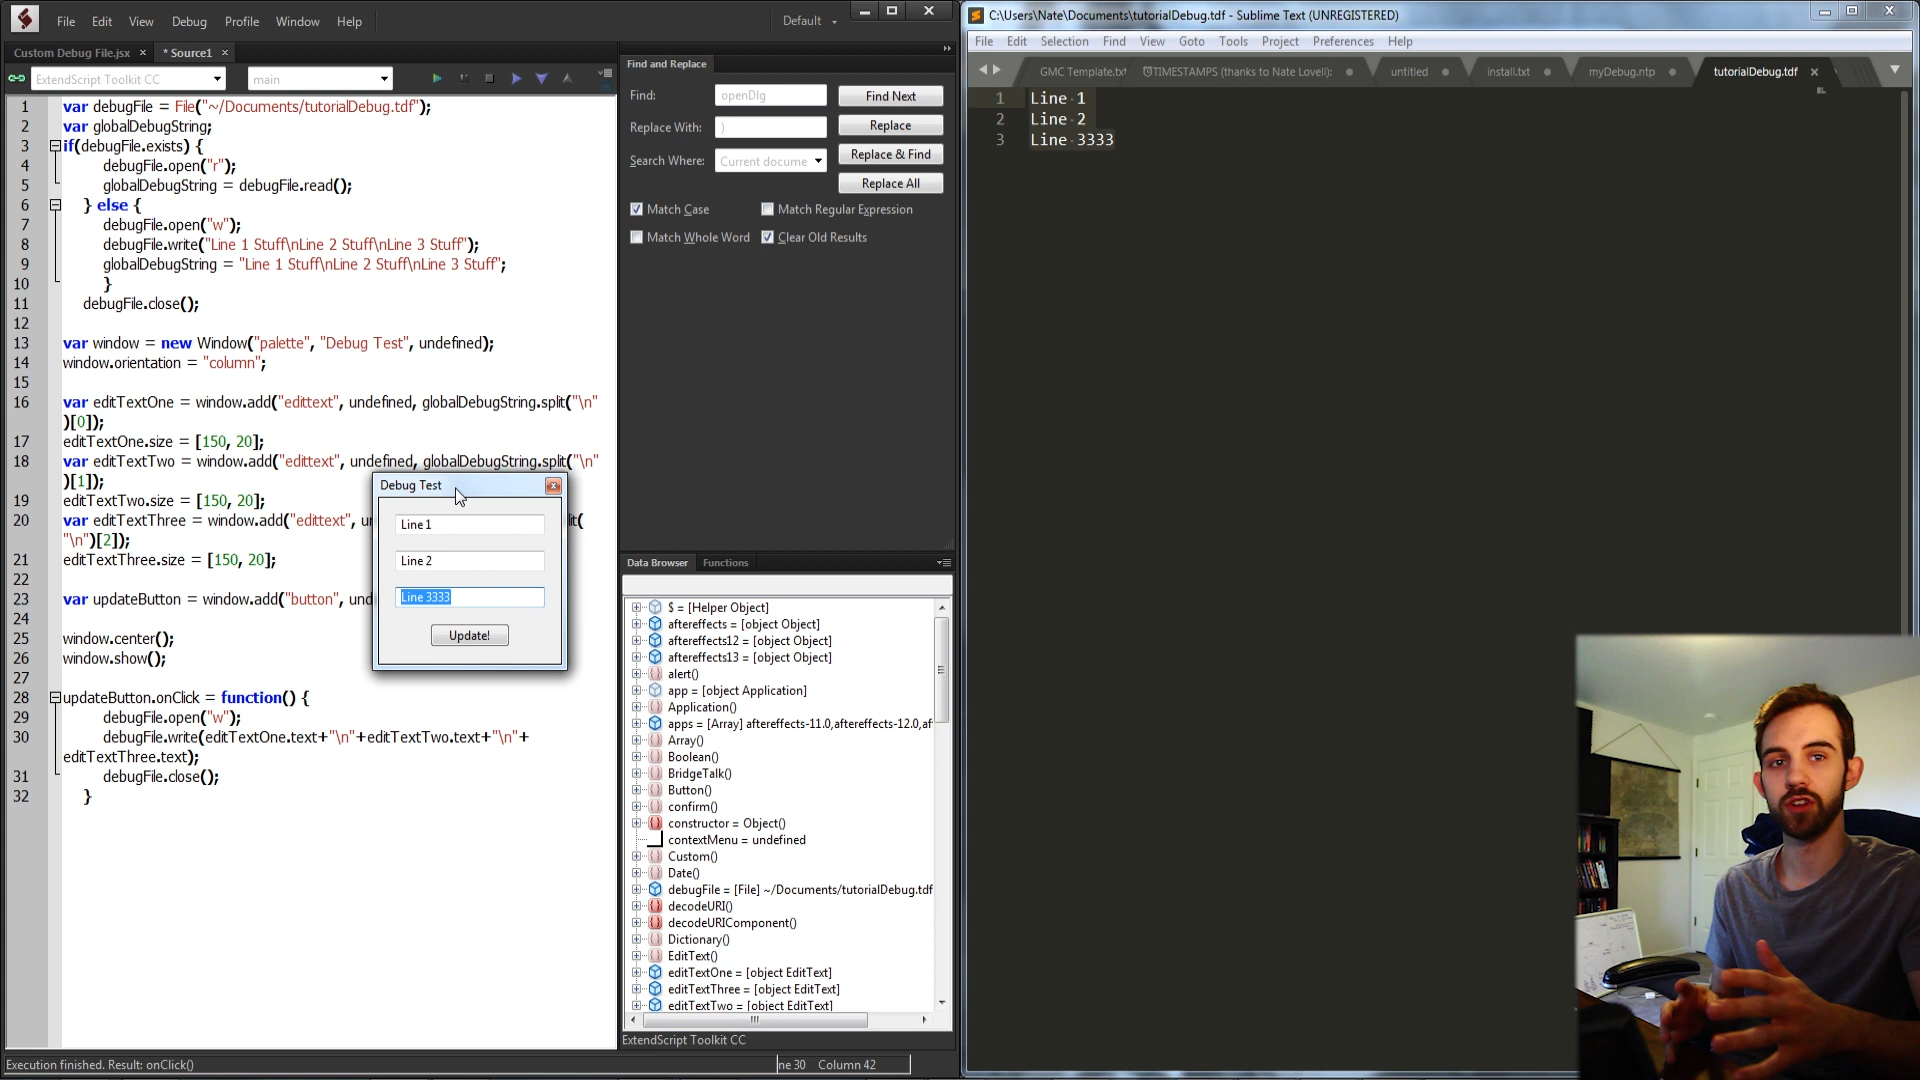 File Edit View Debug Profile Window Help
Default
Custom Debug File.jsx × * Source1 ×
ExtendScript Toolkit CC main
1 var debugFile = File("~/Documents/tutorialDebug.tdf");
2 var globalDebugString;
3 if(debugFile.exists) {
4 debugFile.open("r");
5 globalDebugString = debugFile.read();
6 } else {
7 debugFile.open("w");
8 debugFile.write("Line 1 Stuff\nLine 2 Stuff\nLine 3 Stuff");
9 globalDebugString = "Line 1 Stuff\nLine 2 Stuff\nLine 3 Stuff";
10 }
11 debugFile.close();
12
13 var window = new Window("palette", "Debug Test", undefined);
14 window.orientation = "column";
15
16 var editTextOne = window.add("edittext", undefined, globalDebugString.split("\n"
)[0]);
17 editTextOne.size = [150, 20];
18 var editTextTwo = window.add("edittext", undefined, globalDebugString.split("\n"
)[1]);
19 editTextTwo.size = [150, 20];
20 var editTextThree = window.add("edittext", u
"\n")[2]);
21 editTextThree.size = [150, 20];
22
23 var updateButton = window.add("button", und
24
25 window.center();
26 window.show();
27
28 updateButton.onClick = function() {
29 debugFile.open("w");
30 debugFile.write(editTextOne.text+"\n"+editTextTwo.text+"\n"+
editTextThree.text);
31 debugFile.close();
32 }
Debug Test
Line 1
Line 2
Line 3333
Update!
Execution finished. Result: onClick()
ne 30 Column 42
Find and Replace
Find: openDlg Find Next
Replace With: ) Replace
Search Where: Current docume Replace & Find
Replace All
Match Case Match Regular Expression
Match Whole Word Clear Old Results
Data Browser Functions
$ = [Helper Object]
aftereffects = [object Object]
aftereffects12 = [object Object]
aftereffects13 = [object Object]
alert()
app = [object Application]
Application()
apps = [Array] aftereffects-11.0,aftereffects-12.0,af
Array()
Boolean()
BridgeTalk()
Button()
confirm()
constructor = Object()
contextMenu = undefined
Custom()
Date()
debugFile = [File] ~/Documents/tutorialDebug.tdf
decodeURI()
decodeURIComponent()
Dictionary()
EditText()
editTextOne = [object EditText]
editTextThree = [object EditText]
editTextTwo = [object EditText]
ExtendScript Toolkit CC
C:\Users\Nate\Documents\tutorialDebug.tdf - Sublime Text (UNREGISTERED)
File Edit Selection Find View Goto Tools Project Preferences Help
GMC Template.txt TIMESTAMPS (thanks to Nate Lovell): untitled install.txt myDebug.ntp tutorialDebug.tdf ×
1 Line 1
2 Line 2
3 Line 3333